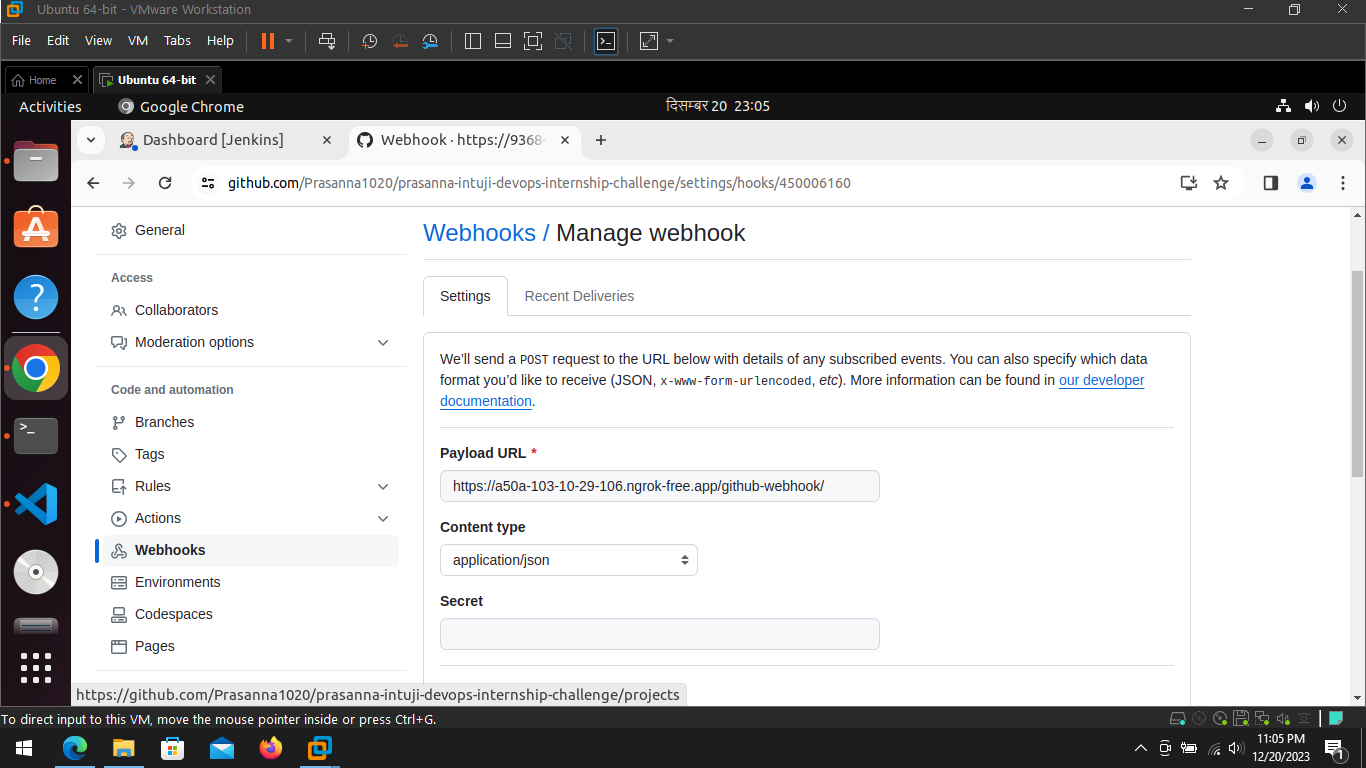 Ubuntu 64-bit - VMware Workstation
File Edit View VM Tabs Help
Home Ubuntu 64-bit
Activities Google Chrome दिसम्बर 20 23:05
Dashboard [Jenkins] Webhook · https://9368-
github.com/Prasanna1020/prasanna-intuji-devops-internship-challenge/settings/hooks/450006160
General
Access
Collaborators
Moderation options
Code and automation
Branches
Tags
Rules
Actions
Webhooks
Environments
Codespaces
Pages
Webhooks / Manage webhook
Settings Recent Deliveries
We'll send a POST request to the URL below with details of any subscribed events. You can also specify which data
format you'd like to receive (JSON, x-www-form-urlencoded, etc). More information can be found in our developer
documentation.
Payload URL *
https://a50a-103-10-29-106.ngrok-free.app/github-webhook/
Content type
application/json
Secret
https://github.com/Prasanna1020/prasanna-intuji-devops-internship-challenge/projects
To direct input to this VM, move the mouse pointer inside or press Ctrl+G.
11:05 PM
12/20/2023
1